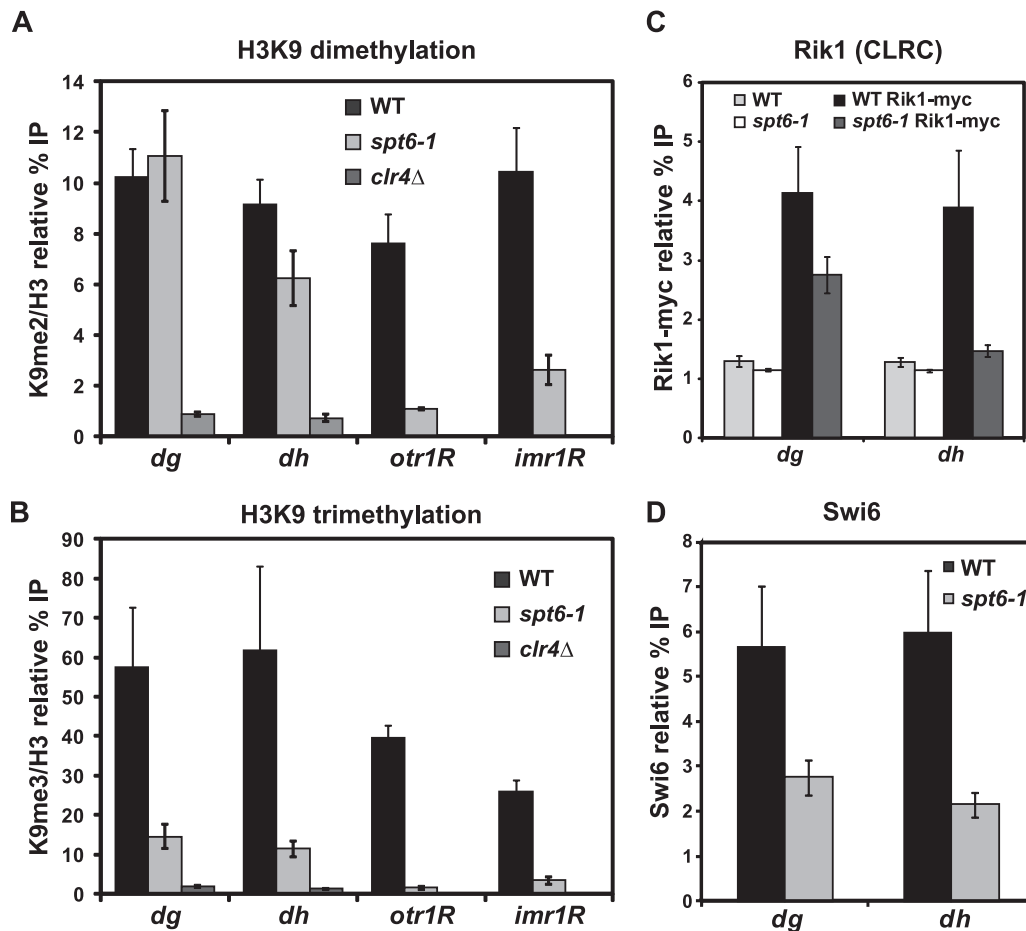 A
H3K9 dimethylation
K9me2/H3 relative % IP
14
12
10
8
6
4
2
0
WT
spt6-1
clr4Δ
dg
dh
otr1R
imr1R
B
H3K9 trimethylation
K9me3/H3 relative % IP
90
80
70
60
50
40
30
20
10
0
WT
spt6-1
clr4Δ
dg
dh
otr1R
imr1R
C
Rik1 (CLRC)
Rik1-myc relative % IP
6
5
4
3
2
1
0
WT
WT Rik1-myc
spt6-1
spt6-1 Rik1-myc
dg
dh
D
Swi6
Swi6 relative % IP
8
7
6
5
4
3
2
1
0
WT
spt6-1
dg
dh